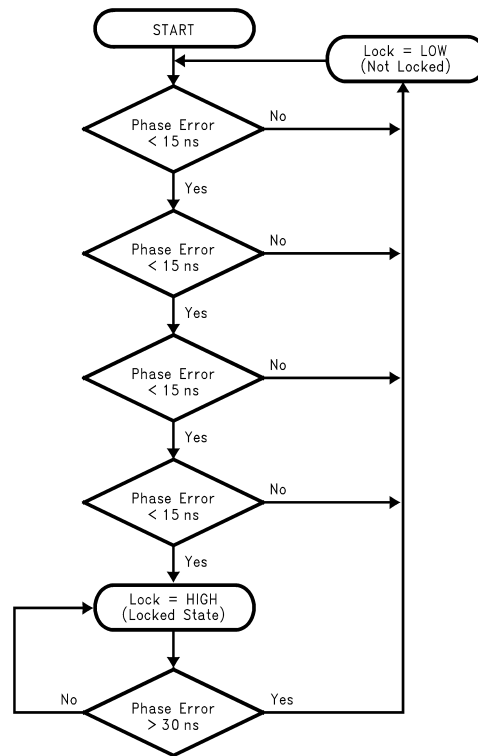 START
Lock = LOW
(Not Locked)
Phase Error
< 15 ns
No
Yes
Phase Error
< 15 ns
No
Yes
Phase Error
< 15 ns
No
Yes
Phase Error
< 15 ns
No
Yes
Lock = HIGH
(Locked State)
No
Phase Error
> 30 ns
Yes